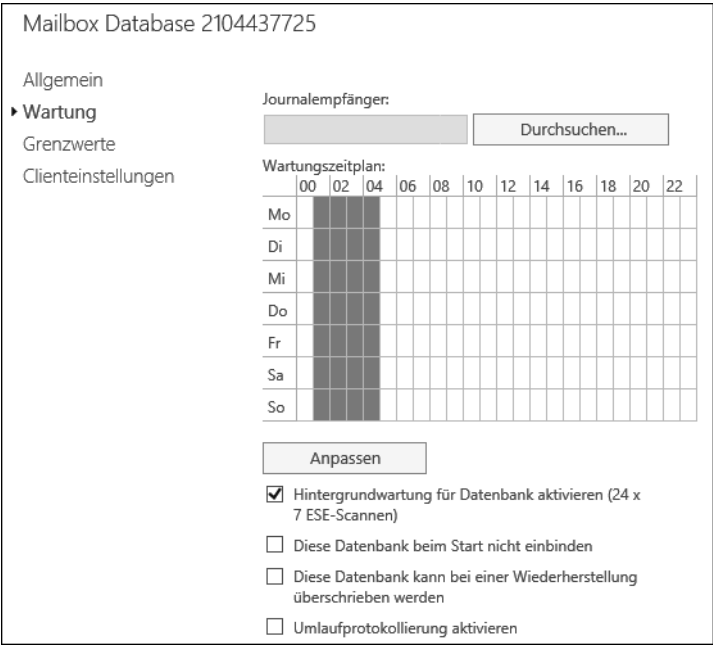 Mailbox Database 2104437725
Allgemein
Wartung
Grenzwerte
Clienteinstellungen
Journalempfänger:
Durchsuchen...
Wartungszeitplan:
00 02 04 06 08 10 12 14 16 18 20 22
Mo
Di
Mi
Do
Fr
Sa
So
Anpassen
Hintergrundwartung für Datenbank aktivieren (24 x
7 ESE-Scannen)
Diese Datenbank beim Start nicht einbinden
Diese Datenbank kann bei einer Wiederherstellung
überschrieben werden
Umlaufprotokollierung aktivieren